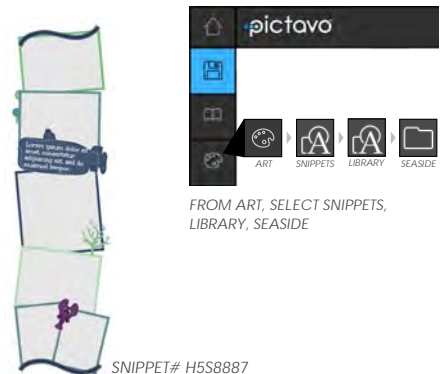 pictavo
Lorem ipsum dolor sit
amet, consectetur
adipiscing elit, sed do
eiusmod tempor.
ART SNIPPETS LIBRARY SEASIDE
FROM ART, SELECT SNIPPETS,
LIBRARY, SEASIDE
SNIPPET# H5S8887